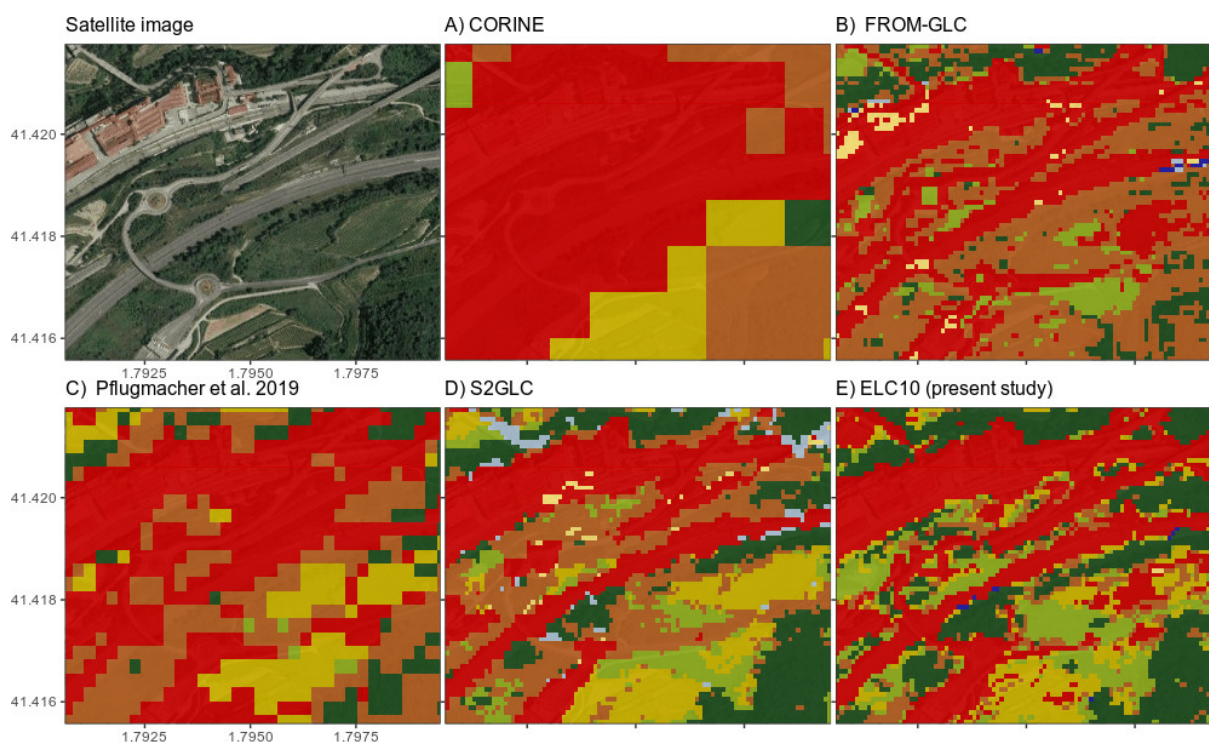 Satellite image
A) CORINE
B) FROM-GLC
41.420
41.418
41.416
1.7925 1.7950 1.7975
C) Pflugmacher et al. 2019
D) S2GLC
E) ELC10 (present study)
41.420
41.418
41.416
1.7925 1.7950 1.7975